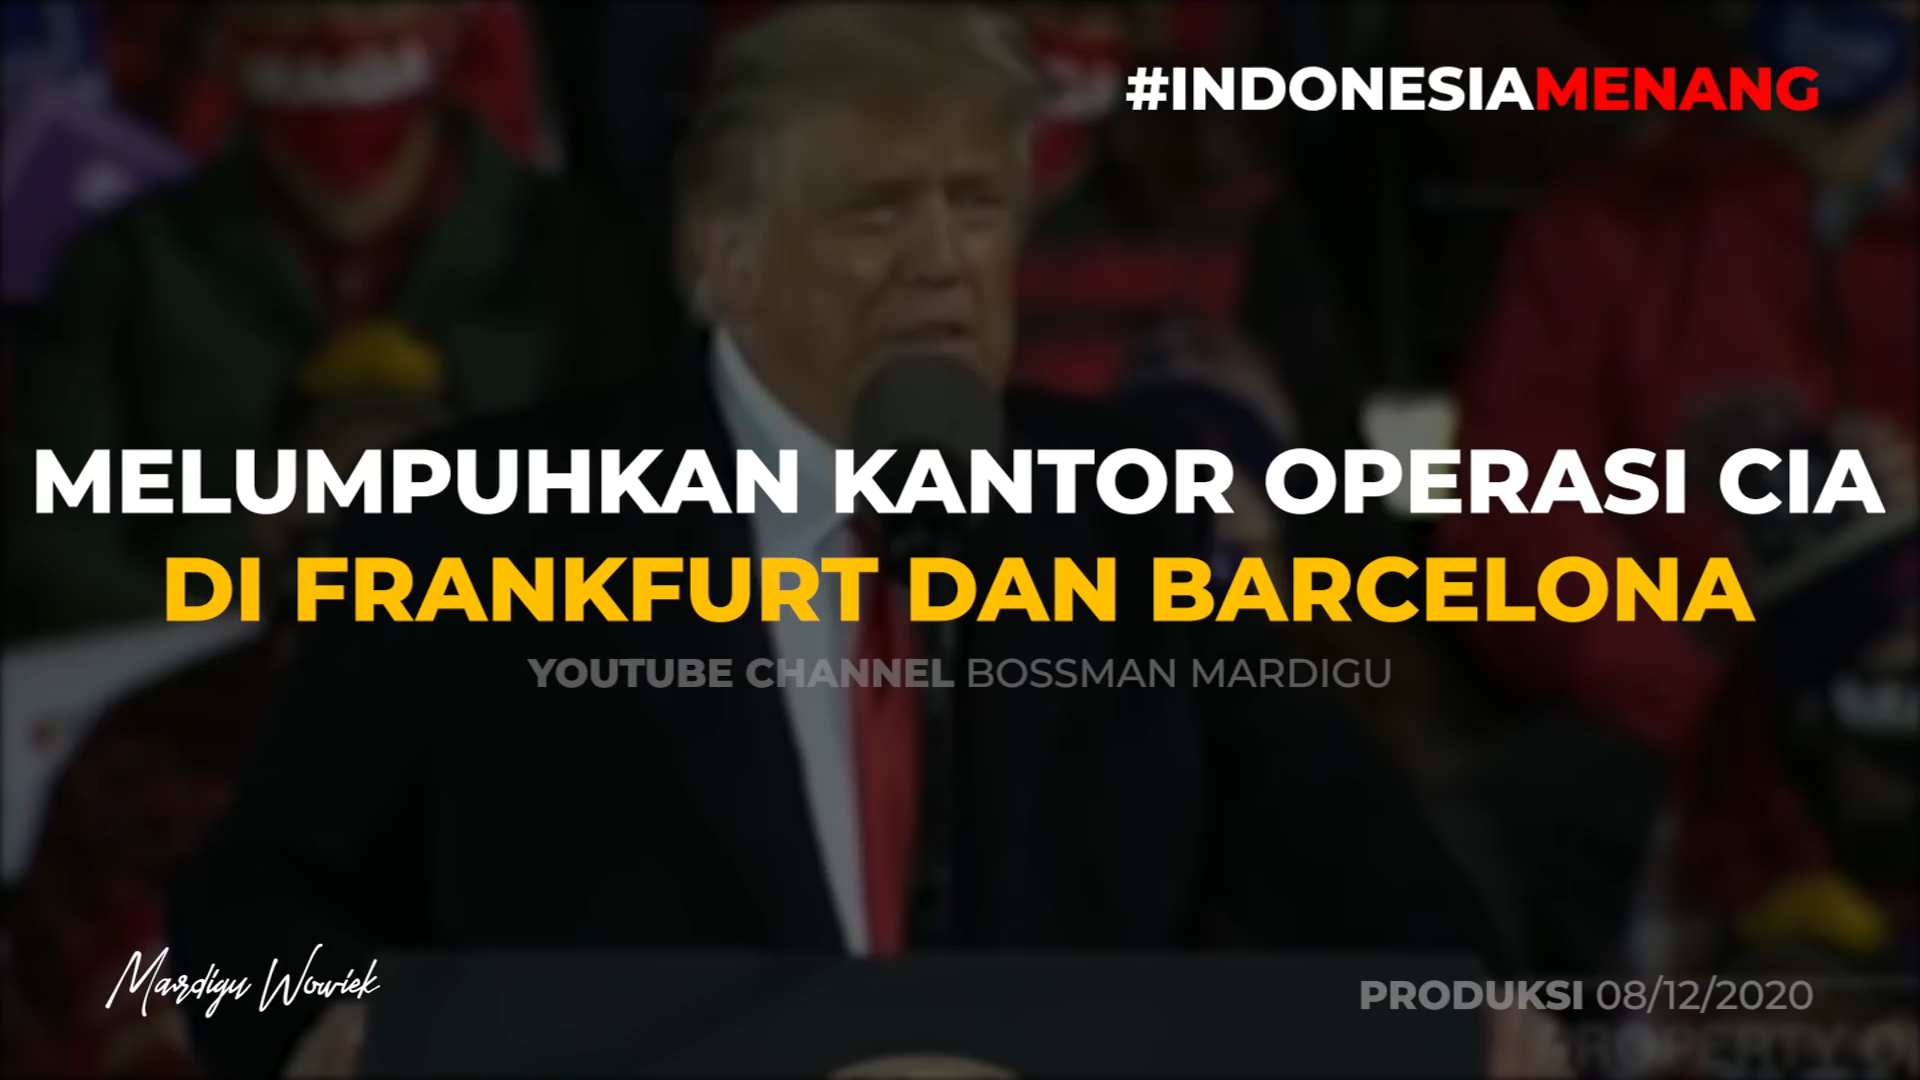 #INDONESIAMENANG
MELUMPUHKAN KANTOR OPERASI CIA
DI FRANKFURT DAN BARCELONA
YOUTUBE CHANNEL BOSSMAN MARDIGU
Mardigu Wowiek
PRODUKSI 08/12/2020
PROPERTY O